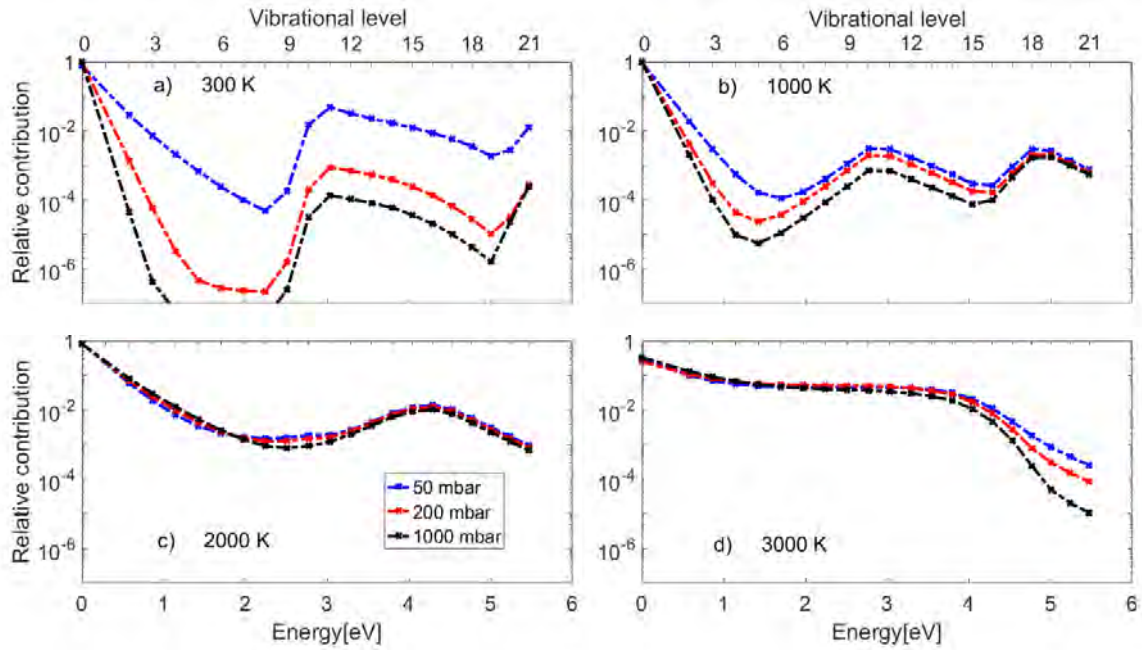 Vibrational level
Vibrational level
0 3 6 9 12 15 18 21
0 3 6 9 10 13 15 18 21
1
10-2
10-4
10-6
Relative contribution
a) 300 K
1
10-2
10-4
10-6
b) 1000 K
1
10-2
10-4
10-6
Relative contribution
50 mbar
200 mbar
1000 mbar
c) 2000 K
0 1 2 3 4 5 6
Energy[eV]
1
10-2
10-4
10-6
d) 3000 K
0 1 2 3 4 5 6
Energy[eV]